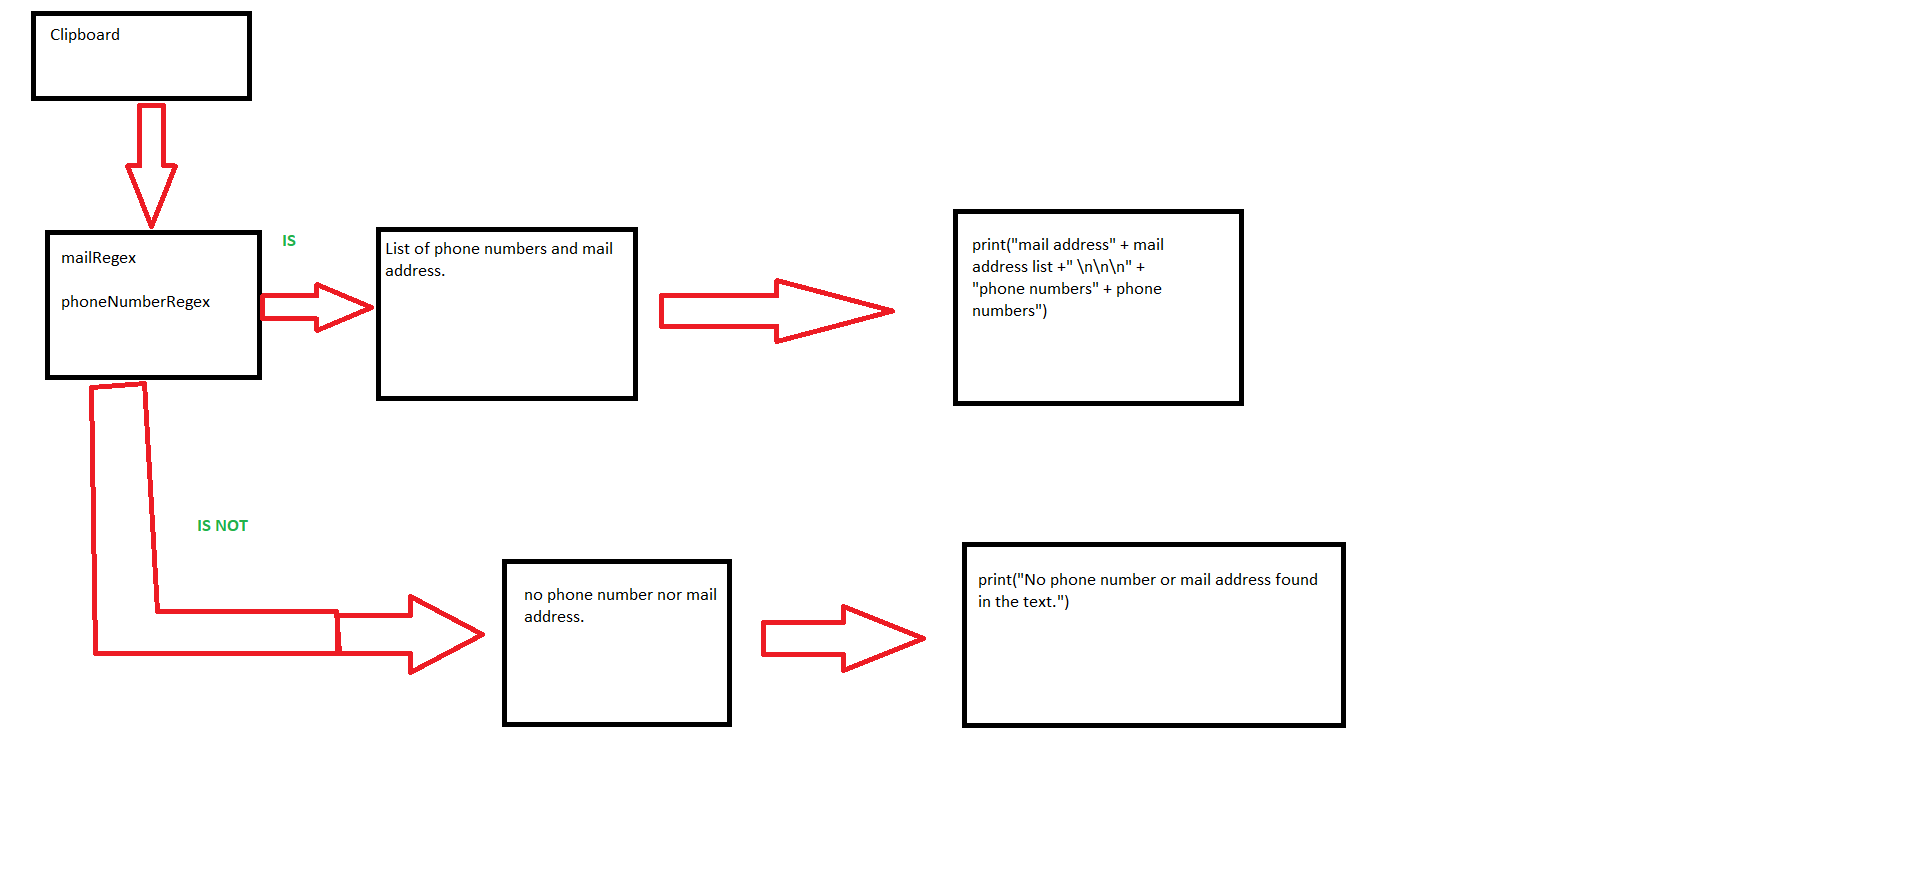 Clipboard
mailRegex
phoneNumberRegex
IS
List of phone numbers and mail
address.
print("mail address" + mail
address list +" \n\n\n" +
"phone numbers" + phone
numbers")
IS NOT
no phone number nor mail
address.
print("No phone number or mail address found
in the text.")